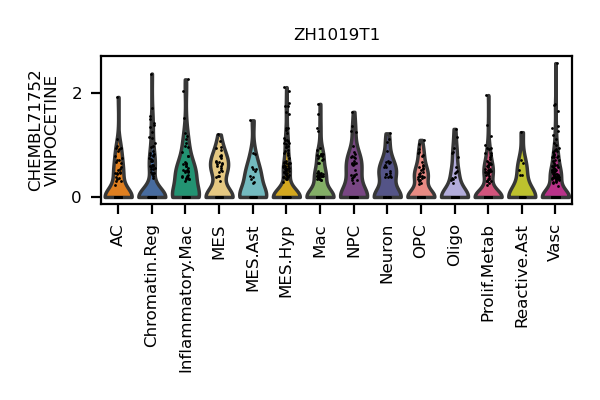 ZH1019T1
CHEMBL71752
VINPOCETINE
2
0
AC
Chromatin.Reg
Inflammatory.Mac
MES
MES.Ast
MES.Hyp
Mac
NPC
Neuron
OPC
Oligo
Prolif.Metab
Reactive.Ast
Vasc